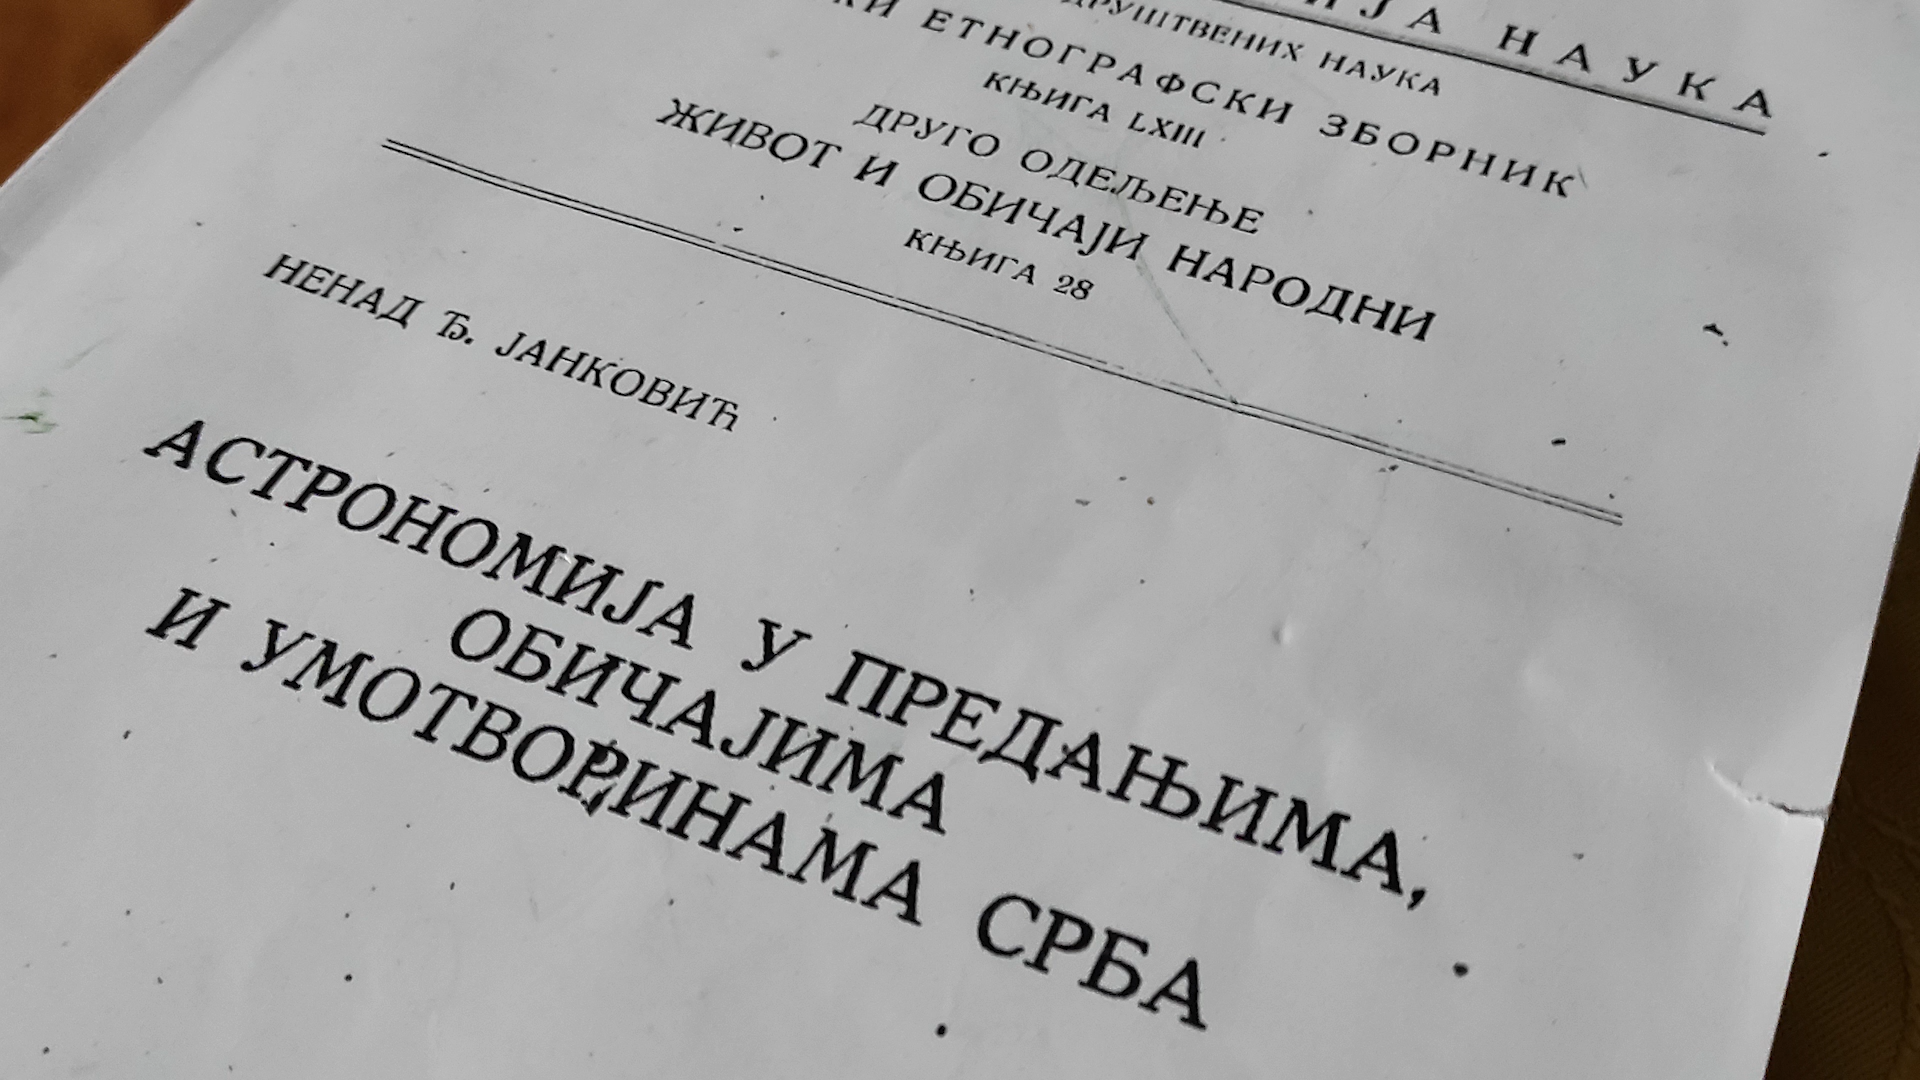 НАУКА
ДРУШТВЕНИХ НАУКА
ЕТНОГРАФСКИ ЗБОРНИК
КЊИГА LXIII
ДРУГО ОДЕЉЕЊЕ
ЖИВОТ И ОБИЧАЈИ НАРОДНИ
КЊИГА 28
НЕНАД Ђ. ЈАНКОВИЋ
АСТРОНОМИЈА У ПРЕДАЊИМА,
ОБИЧАЈИМА
И УМОТВОРИНАМА СРБА